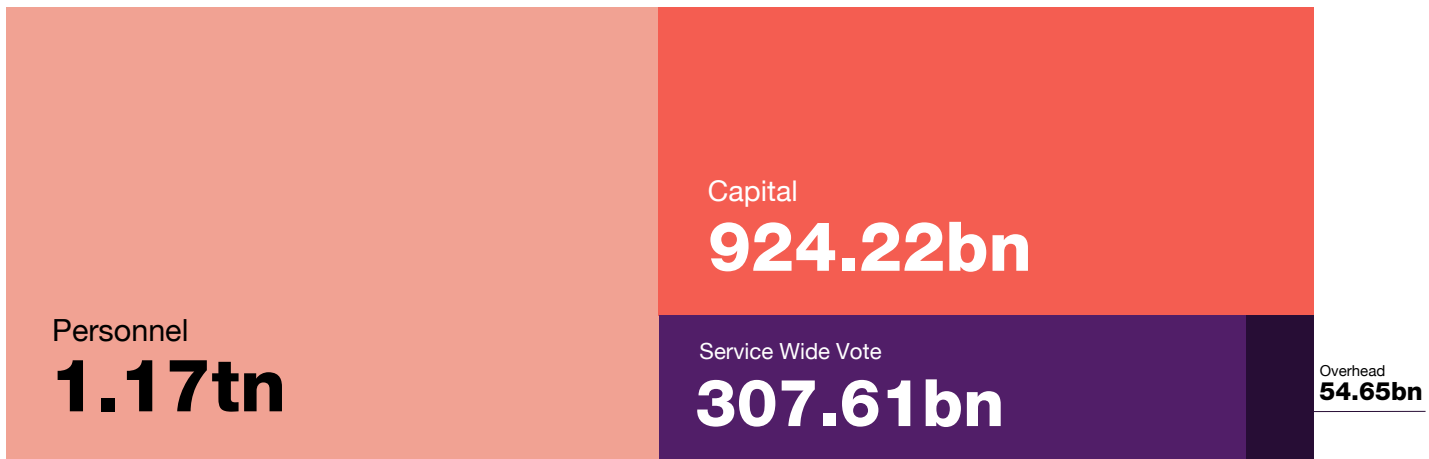 Personnel
1.17tn
Capital
924.22bn
Service Wide Vote
307.61bn
Overhead
54.65bn